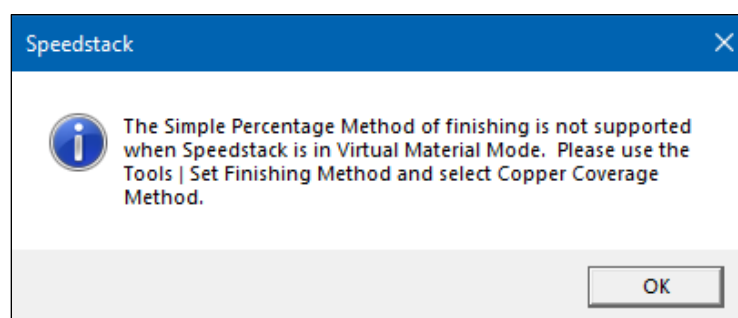 Speedstack
The Simple Percentage Method of finishing is not supported
when Speedstack is in Virtual Material Mode.  Please use the
Tools | Set Finishing Method and select Copper Coverage
Method.
OK